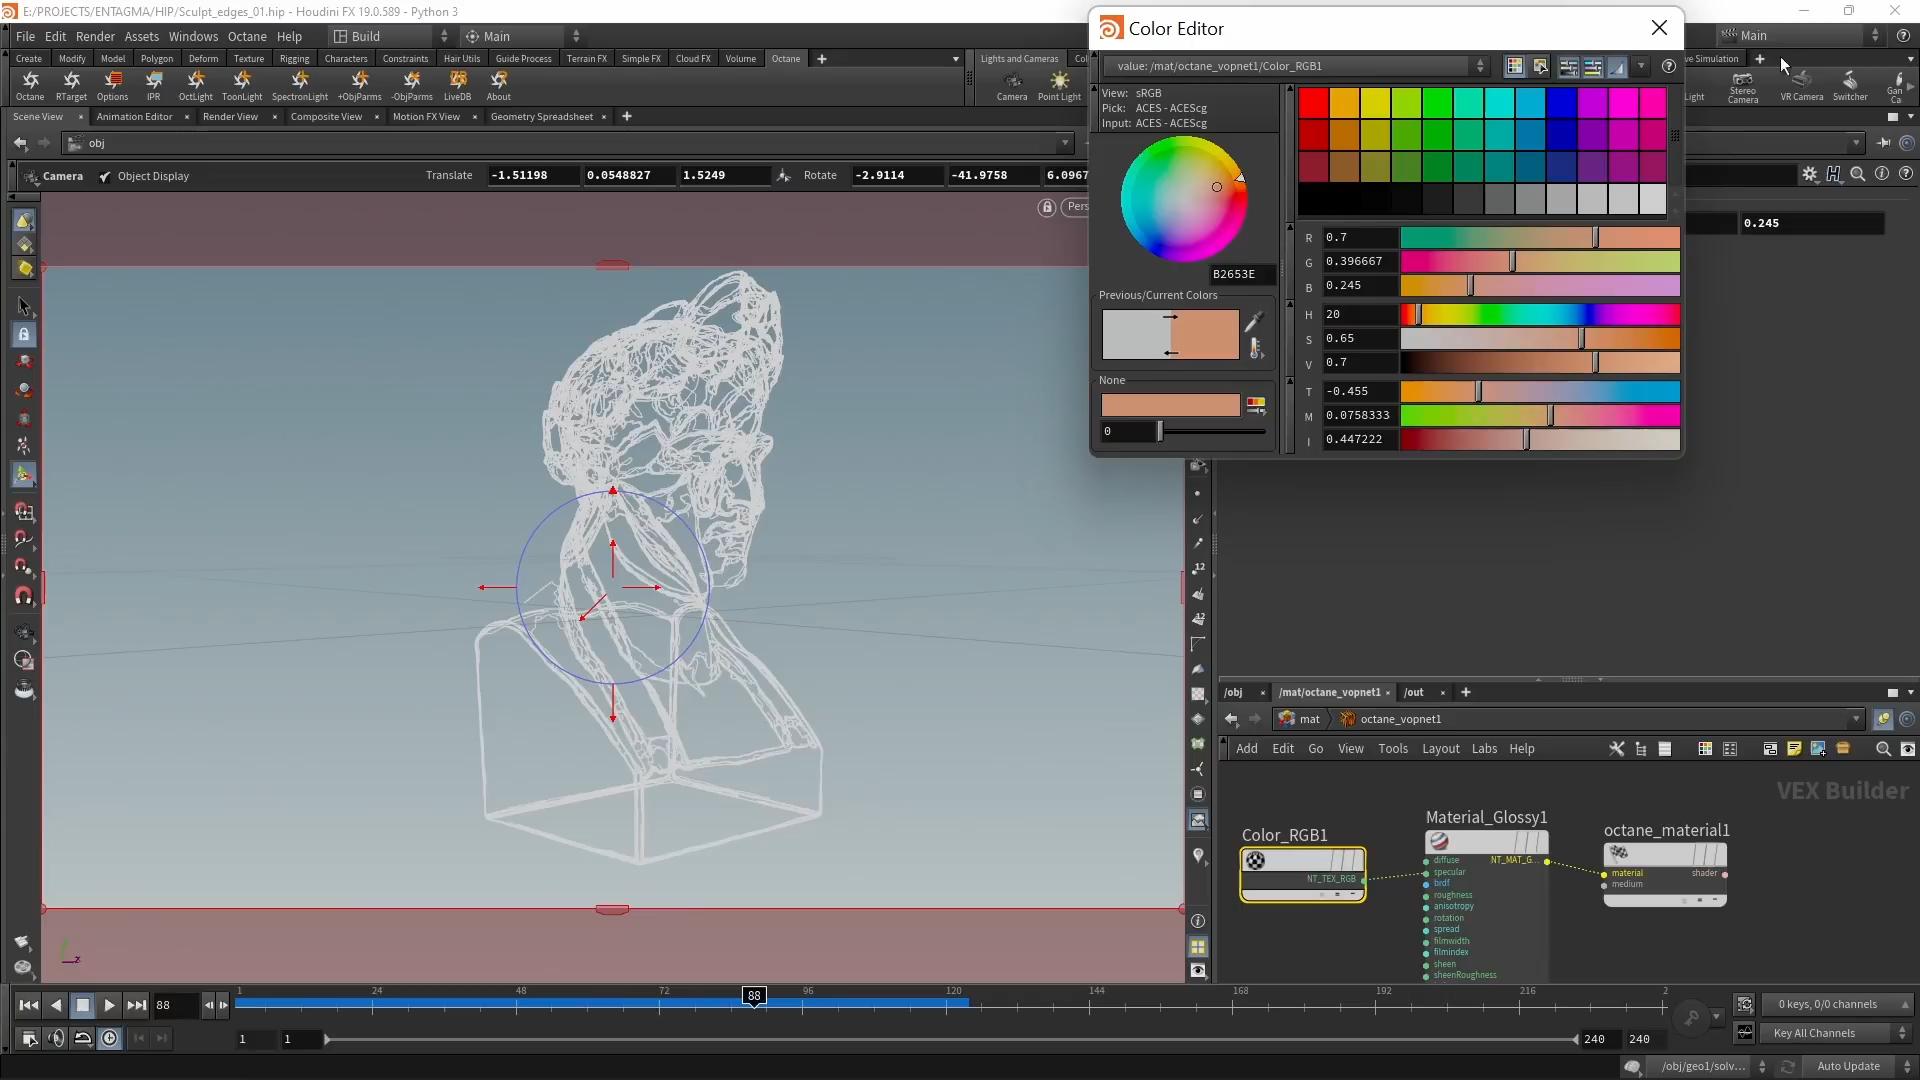 E:/PROJECTS/ENTAGMA/HIP/Sculpt_edges_01.hip - Houdini FX 19.0.589 - Python 3
File Edit Render Assets Windows Octane Help Build Main
Create Modify Model Polygon Deform Texture Rigging Characters Constraints Hair Utils Guide Process Terrain FX Simple FX Cloud FX Volume Octane
Lights and Cameras
Octane RTarget Options IPR OctLight ToonLight SpectronLight +ObjParms -ObjParms LiveDB About
Camera Point Light
Scene View Animation Editor Render View Composite View Motion FX View Geometry Spreadsheet
obj
Camera Object Display Translate -1.51198 0.0548827 1.5249 Rotate -2.9114 -41.9758 6.0967
Pers
Color Editor
value: /mat/octane_vopnet1/Color_RGB1
View: sRGB
Pick: ACES - ACEScg
Input: ACES - ACEScg
B2653E
Previous/Current Colors
None
0
R 0.7
G 0.396667
B 0.245
H 20
S 0.65
V 0.7
T -0.455
M 0.0758333
I 0.447222
Main
ve Simulation
Light Stereo Camera VR Camera Switcher Gan Ca
0.245
12
12
/obj /mat/octane_vopnet1 /out
mat octane_vopnet1
Add Edit Go View Tools Layout Labs Help
VEX Builder
Color_RGB1
NT_TEX_RGB
Material_Glossy1
diffuse NT_MAT_G...
specular
brdf
roughness
anisotropy
rotation
spread
filmwidth
filmindex
sheen
sheenRoughness
octane_material1
material shader
medium
z
88
1 24 48 72 88 96 120 144 168 192 216 2
0 keys, 0/0 channels
1 1 240 240
Key All Channels
/obj/geo1/solv... Auto Update